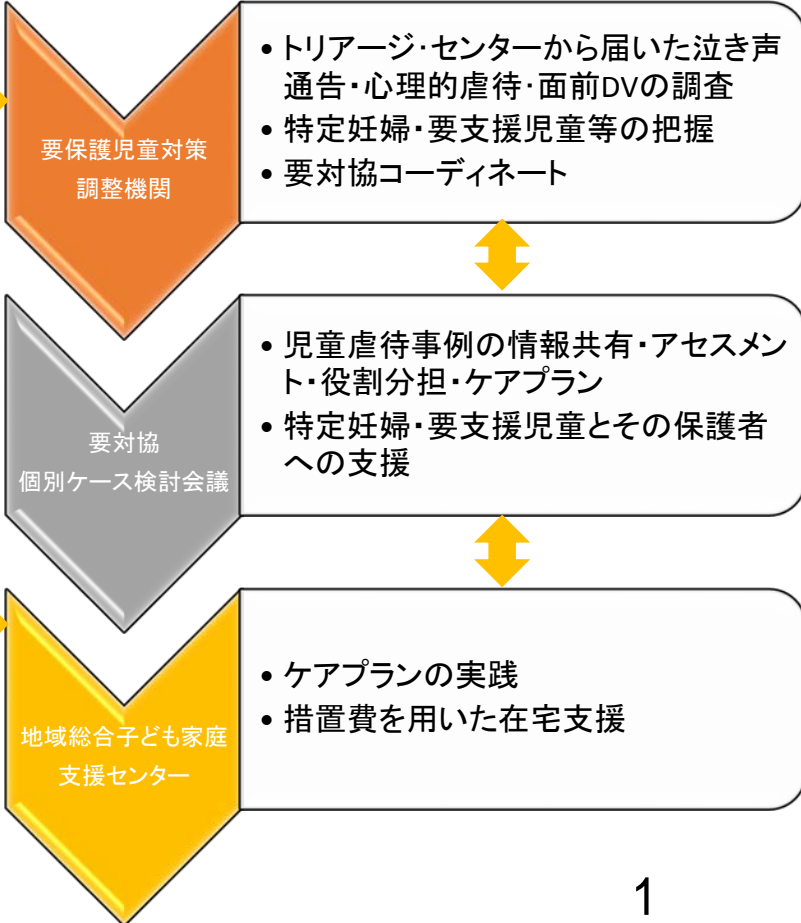 要保護児童対策
調整機関
• トリアージ・センターから届いた泣き声
通告・心理的虐待・面前DVの調査
• 特定妊婦・要支援児童等の把握
• 要対協コーディネート
要対協
個別ケース検討会議
• 児童虐待事例の情報共有・アセスメン
ト・役割分担・ケアプラン
• 特定妊婦・要支援児童とその保護者
への支援
地域総合子ども家庭
支援センター
• ケアプランの実践
• 措置費を用いた在宅支援
1